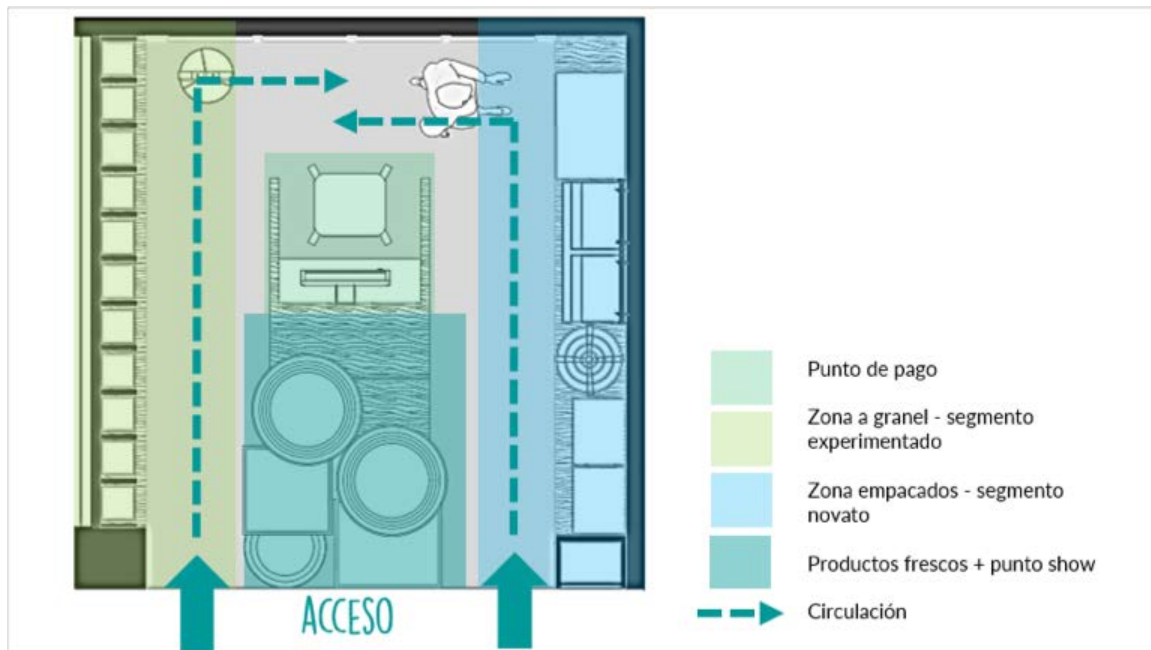 Punto de pago
Zona a granel - segmento
experimentado
Zona empacados - segmento
novato
Productos frescos + punto show
Circulación
ACCESO